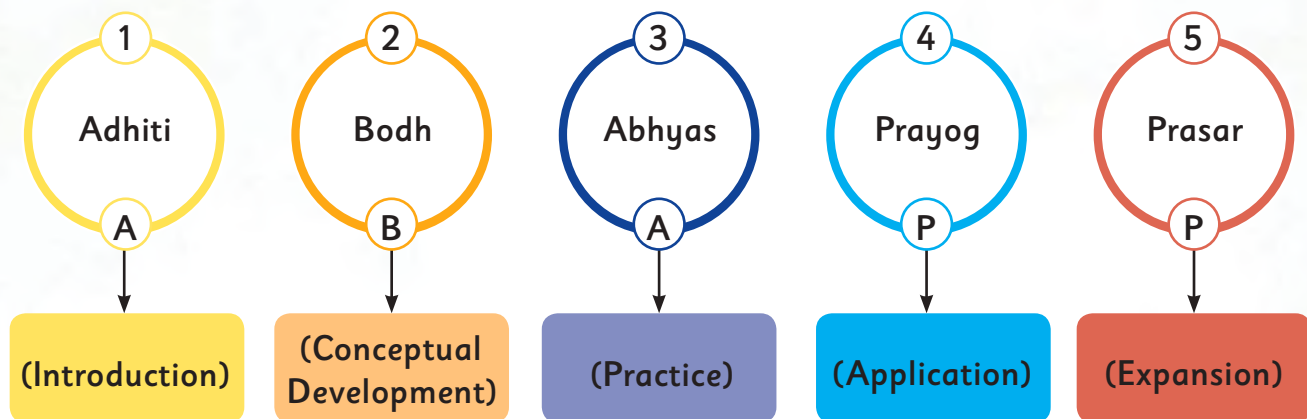 1 2 3 4 5
Adhiti Bodh Abhyas Prayog Prasar
A B A P P
(Introduction) (Conceptual Development) (Practice) (Application) (Expansion)